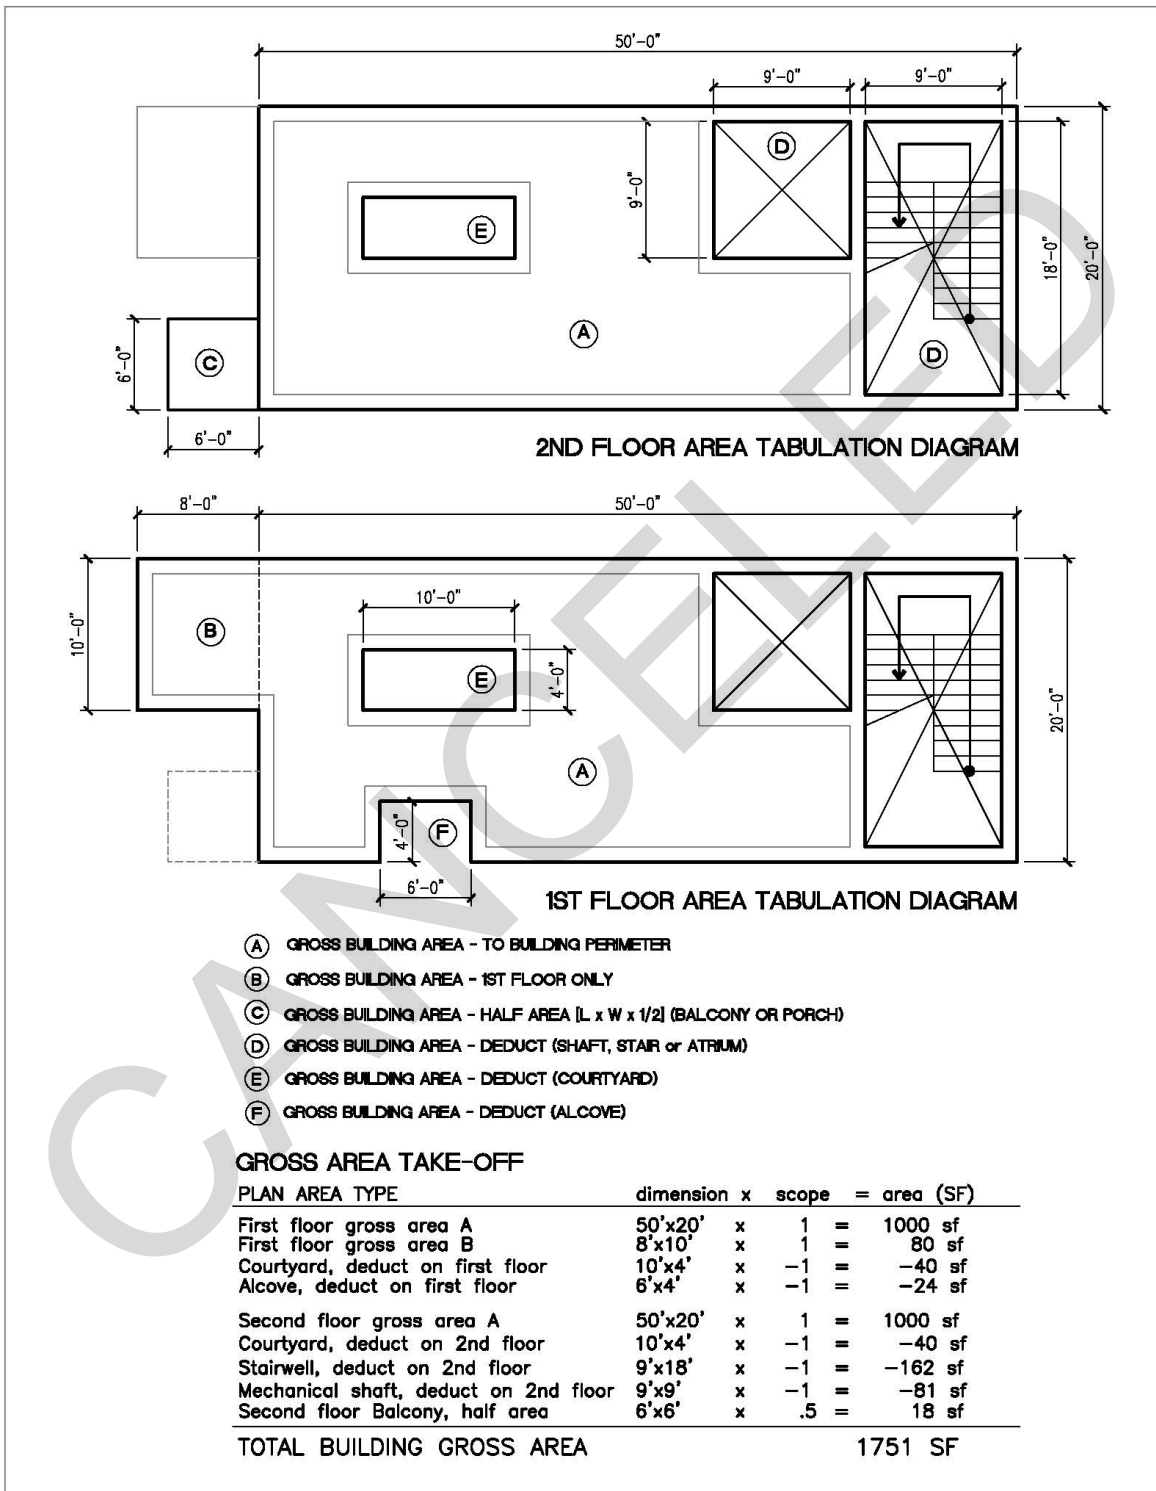 50'-0"
9'-0" 9'-0"
D
9'-0"
E
18'-0"
20'-0"
A
D
C
6'-0"
6'-0"
2ND FLOOR AREA TABULATION DIAGRAM
8'-0" 50'-0"
10'-0"
B
10'-0"
E
4'-0"
20'-0"
A
4'-0"
F
6'-0"
1ST FLOOR AREA TABULATION DIAGRAM
A GROSS BUILDING AREA - TO BUILDING PERIMETER
B GROSS BUILDING AREA - 1ST FLOOR ONLY
C GROSS BUILDING AREA - HALF AREA [L x W x 1/2] (BALCONY OR PORCH)
D GROSS BUILDING AREA - DEDUCT (SHAFT, STAIR or ATRIUM)
E GROSS BUILDING AREA - DEDUCT (COURTYARD)
F GROSS BUILDING AREA - DEDUCT (ALCOVE)
GROSS AREA TAKE-OFF
PLAN AREA TYPE dimension x scope = area (SF)
First floor gross area A 50'x20' x 1 = 1000 sf
First floor gross area B 8'x10' x 1 = 80 sf
Courtyard, deduct on first floor 10'x4' x -1 = -40 sf
Alcove, deduct on first floor 6'x4' x -1 = -24 sf
Second floor gross area A 50'x20' x 1 = 1000 sf
Courtyard, deduct on 2nd floor 10'x4' x -1 = -40 sf
Stairwell, deduct on 2nd floor 9'x18' x -1 = -162 sf
Mechanical shaft, deduct on 2nd floor 9'x9' x -1 = -81 sf
Second floor Balcony, half area 6'x6' x .5 = 18 sf
TOTAL BUILDING GROSS AREA 1751 SF
CANCELED